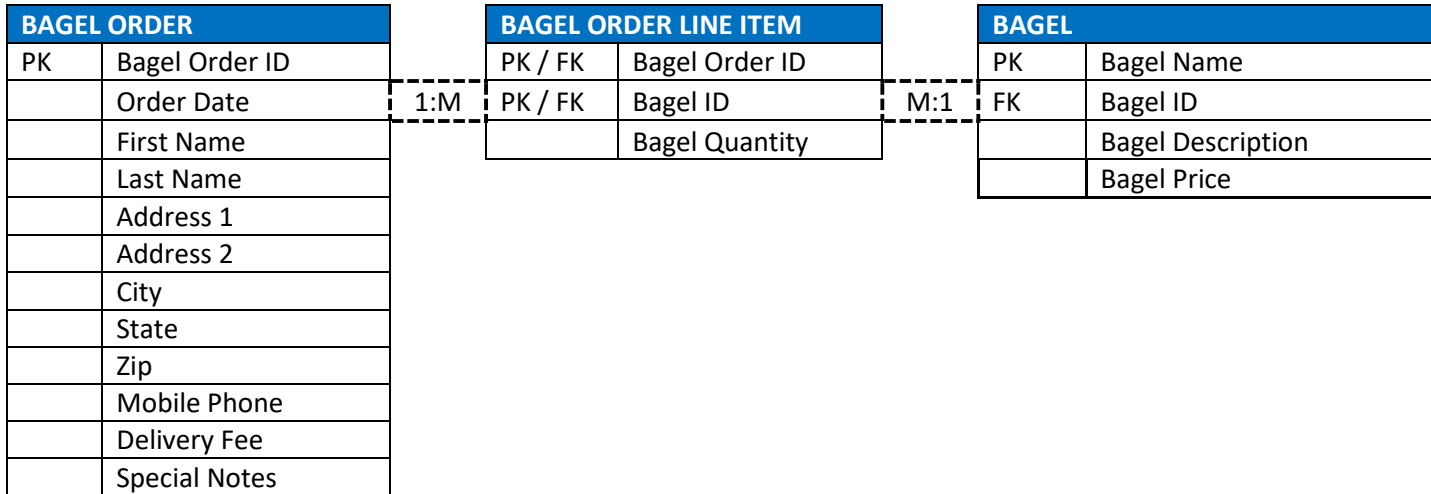 BAGEL ORDER
PK Bagel Order ID
Order Date
First Name
Last Name
Address 1
Address 2
City
State
Zip
Mobile Phone
Delivery Fee
Special Notes
1:M
BAGEL ORDER LINE ITEM
PK / FK Bagel Order ID
PK / FK Bagel ID
Bagel Quantity
M:1
BAGEL
PK Bagel Name
FK Bagel ID
Bagel Description
Bagel Price